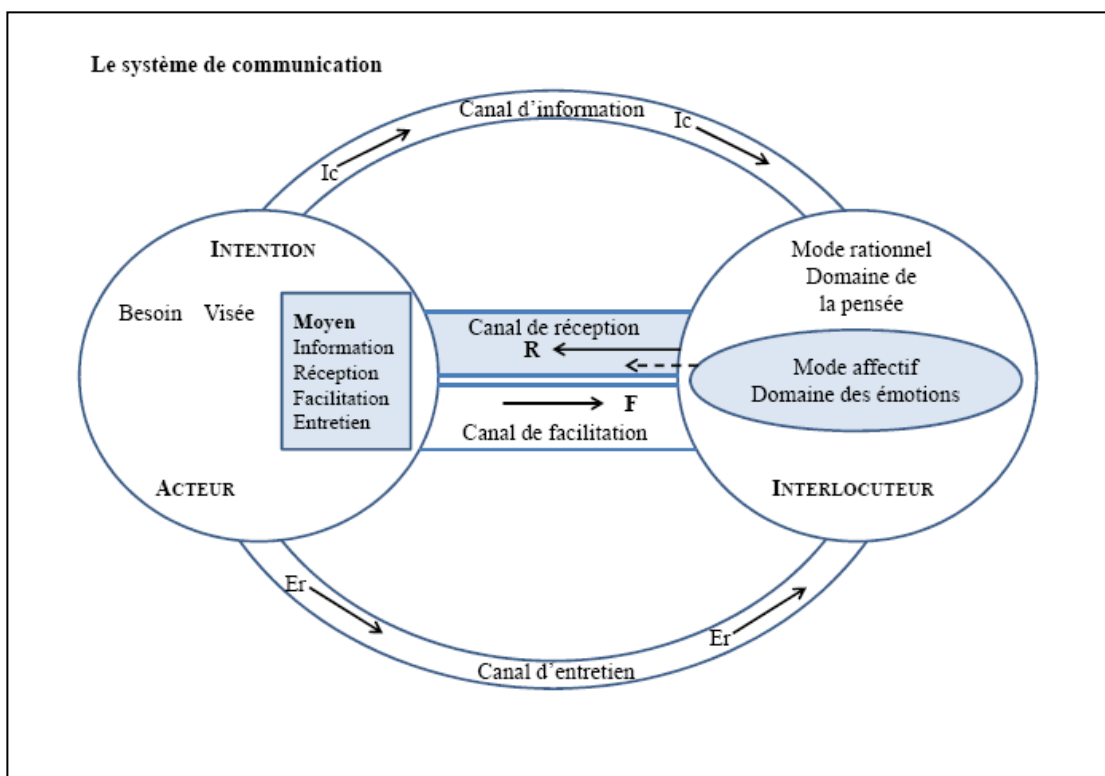 Le système de communication
Canal d’information
Ic
Ic
INTENTION
Besoin Visée
Moyen
Information
Réception
Facilitation
Entretien
ACTEUR
Canal de réception
R
F
Canal de facilitation
Mode rationnel
Domaine de
la pensée
Mode affectif
Domaine des émotions
INTERLOCUTEUR
Er
Er
Canal d’entretien